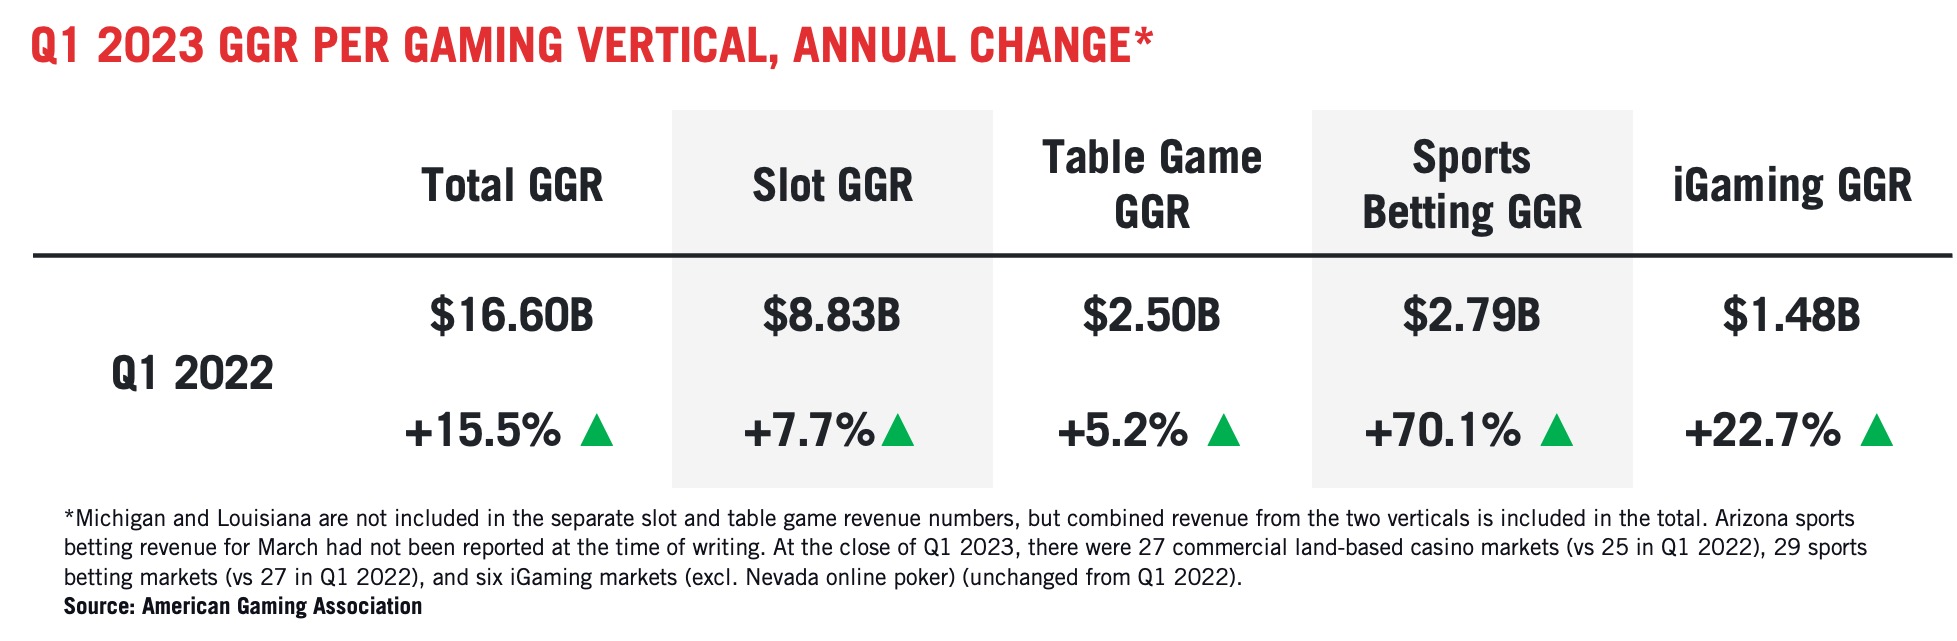 Q1 2023 GGR PER GAMING VERTICAL, ANNUAL CHANGE*
Total GGR
Slot GGR
Table Game
GGR
Sports
Betting GGR
iGaming GGR
Q1 2022
$16.60B
$8.83B
$2.50B
$2.79B
$1.48B
+15.5% ▲
+7.7% ▲
+5.2% ▲
+70.1% ▲
+22.7% ▲
*Michigan and Louisiana are not included in the separate slot and table game revenue numbers, but combined revenue from the two verticals is included in the total. Arizona sports
betting revenue for March had not been reported at the time of writing. At the close of Q1 2023, there were 27 commercial land-based casino markets (vs 25 in Q1 2022), 29 sports
betting markets (vs 27 in Q1 2022), and six iGaming markets (excl. Nevada online poker) (unchanged from Q1 2022).
Source: American Gaming Association